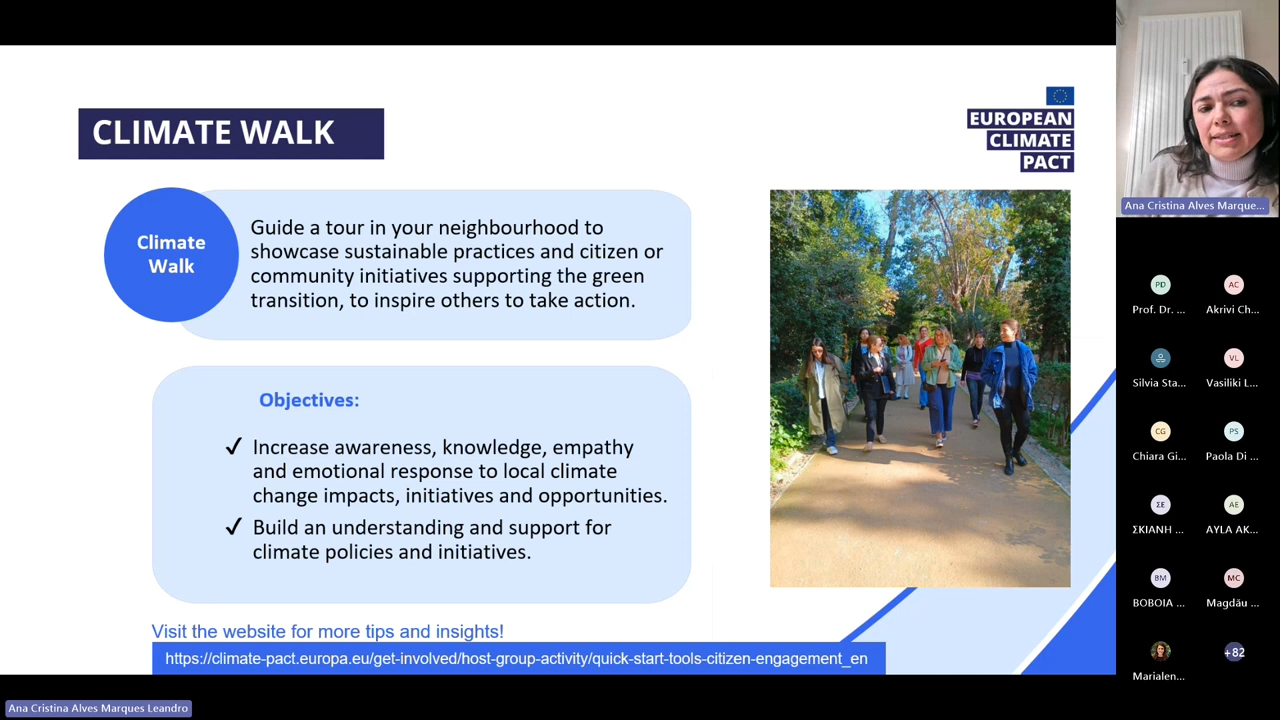 CLIMATE WALK
EUROPEAN
CLIMATE
PACT
Climate
Walk
Guide a tour in your neighbourhood to
showcase sustainable practices and citizen or
community initiatives supporting the green
transition, to inspire others to take action.
Objectives:
✓ Increase awareness, knowledge, empathy
and emotional response to local climate
change impacts, initiatives and opportunities.
✓ Build an understanding and support for
climate policies and initiatives.
Visit the website for more tips and insights!
https://climate-pact.europa.eu/get-involved/host-group-activity/quick-start-tools-citizen-engagement_en
Ana Cristina Alves Marques Leandro
Ana Cristina Alves Marque...
PD
Prof. Dr. ...
AC
Akrivi Ch...
Silvia Sta...
VL
Vasiliki L...
CG
Chiara Gi...
PS
Paola Di ...
ΣΕ
ΣΚΙΑΝΗ ...
AE
AYLA AK...
BM
BOBOIA ...
MC
Magdău ...
Marialen...
+82